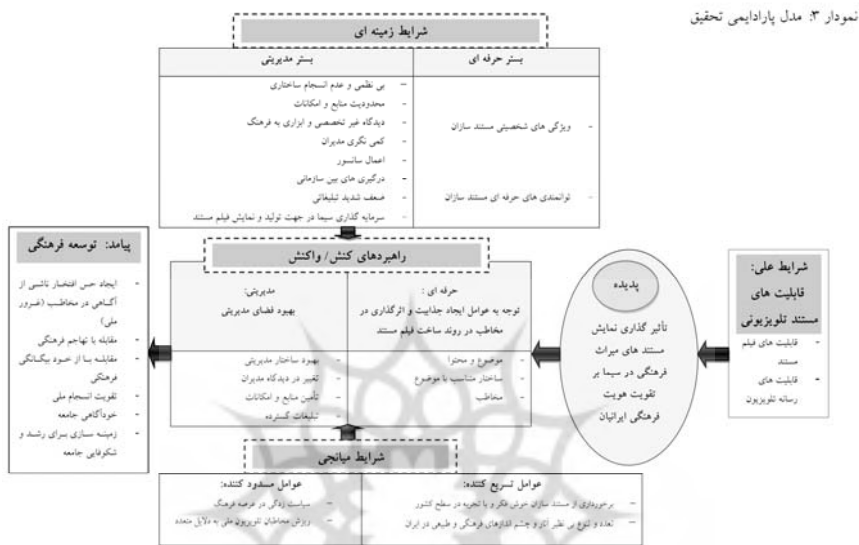 نمودار ۳: مدل پارادایمی تحقیق
شرایط زمینه ای
بستر حرفه ای
- ویژگی های شخصیتی مستند سازان
- توانمندی های حرفه ای مستند سازان
بستر مدیریتی
- بی نظمی و عدم انسجام ساختاری
- محدودیت منابع و امکانات
- دیدگاه غیر تخصصی و ابزاری به فرهنگ
- کمی نگری مدیران
- اعمال سانسور
- درگیری های بین سازمانی
- ضعف شدید تبلیغاتی
- سرمایه گذاری سیما در جهت تولید و نمایش فیلم مستند
شرایط علی:
قابلیت های
مستند تلویزیونی
- قابلیت های فیلم
مستند
- قابلیت های
رسانه تلویزیون
پدیده
تأثیر گذاری نمایش
مستند های میراث
فرهنگی در سیما بر
تقویت هویت
فرهنگی ایرانیان
راهبردهای کنش/ واکنش
حرفه ای :
توجه به عوامل ایجاد جذابیت و اثرگذاری در
مخاطب در روند ساخت فیلم مستند
- موضوع و محتوا
- ساختار متناسب با موضوع
- مخاطب
مدیریتی:
بهبود فضای مدیریتی
- بهبود ساختار مدیریتی
- تغییر در دیدگاه مدیران
- تأمین منابع و امکانات
- تبلیغات گسترده
پیامد: توسعه فرهنگی
- ایجاد حس افتخار ناشی از
آگاهی در مخاطب (غرور
ملی)
- مقابله با تهاجم فرهنگی
- مقابله با خود بیگانگی
فرهنگی
- تقویت انسجام ملی
- خودآگاهی جامعه
- زمینه سازی برای رشد و
شکوفایی جامعه
شرایط میانجی
عوامل تسریع کننده:
- برخورداری از مستند سازان خوش فکر و با تجربه در سطح کشور
- تعدد و تنوع بی نظیر آثار و چشم اندازهای فرهنگی و طبیعی در ایران
عوامل مسدود کننده:
- سیاست زدگی در عرصه فرهنگ
- ریزش مخاطبان تلویزیون ملی به دلایل متعدد